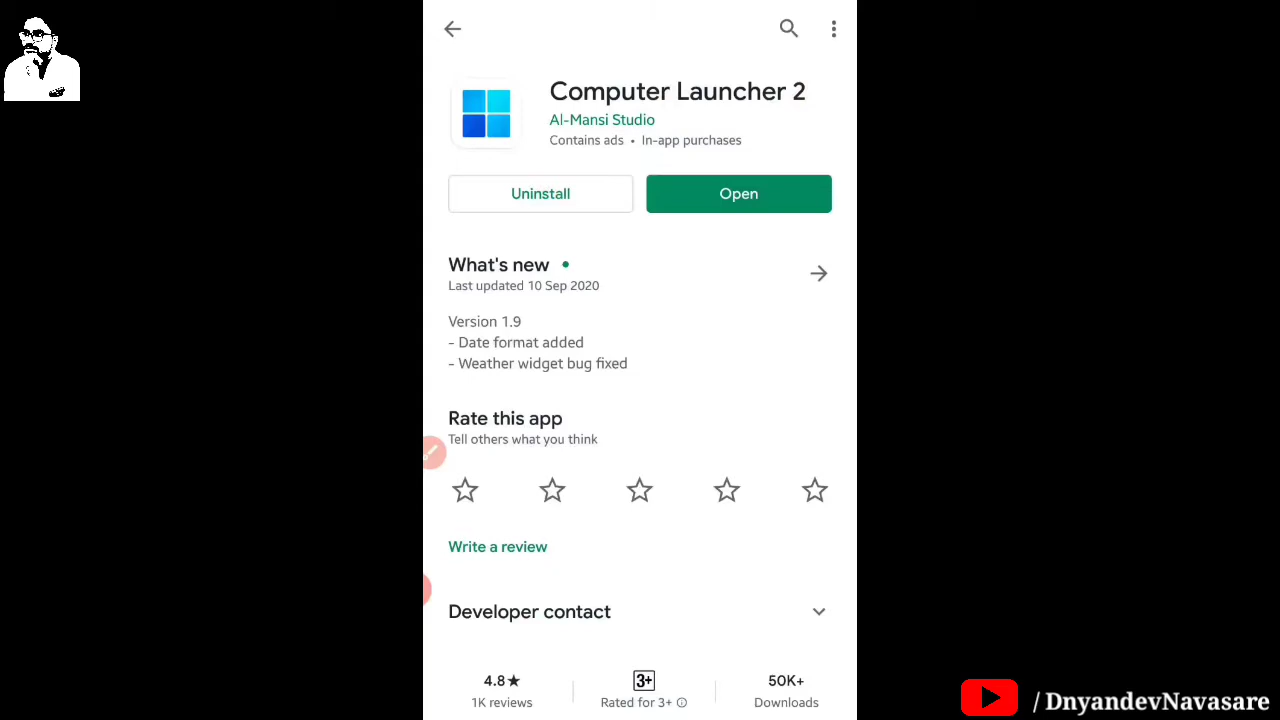 Computer Launcher 2
Al-Mansi Studio
Contains ads • In-app purchases
Uninstall
Open
What's new
Last updated 10 Sep 2020
Version 1.9
- Date format added
- Weather widget bug fixed
Rate this app
Tell others what you think
Write a review
Developer contact
4.8★
3+
50K+
1K reviews
Rated for 3+
Downloads
/DnyandevNavasare